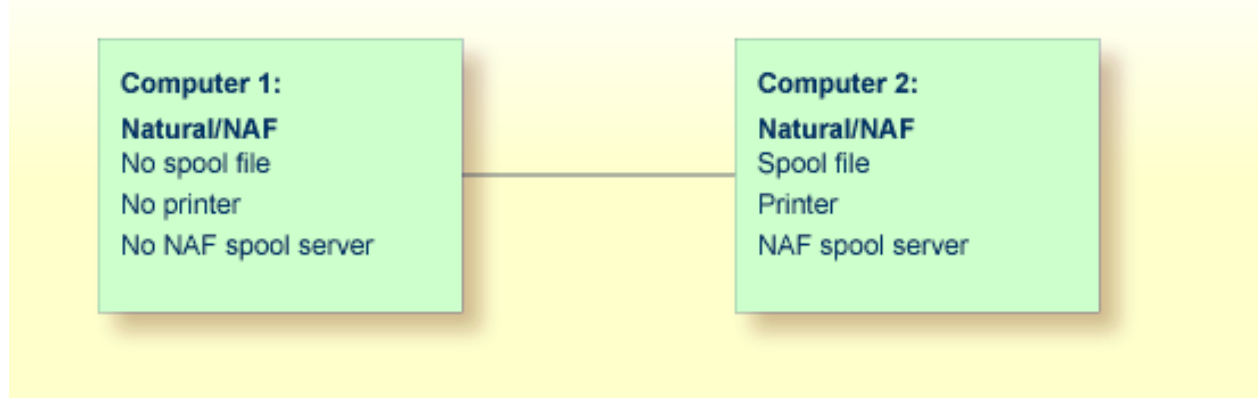 Computer 1:
Natural/NAF
No spool file
No printer
No NAF spool server
Computer 2:
Natural/NAF
Spool file
Printer
NAF spool server